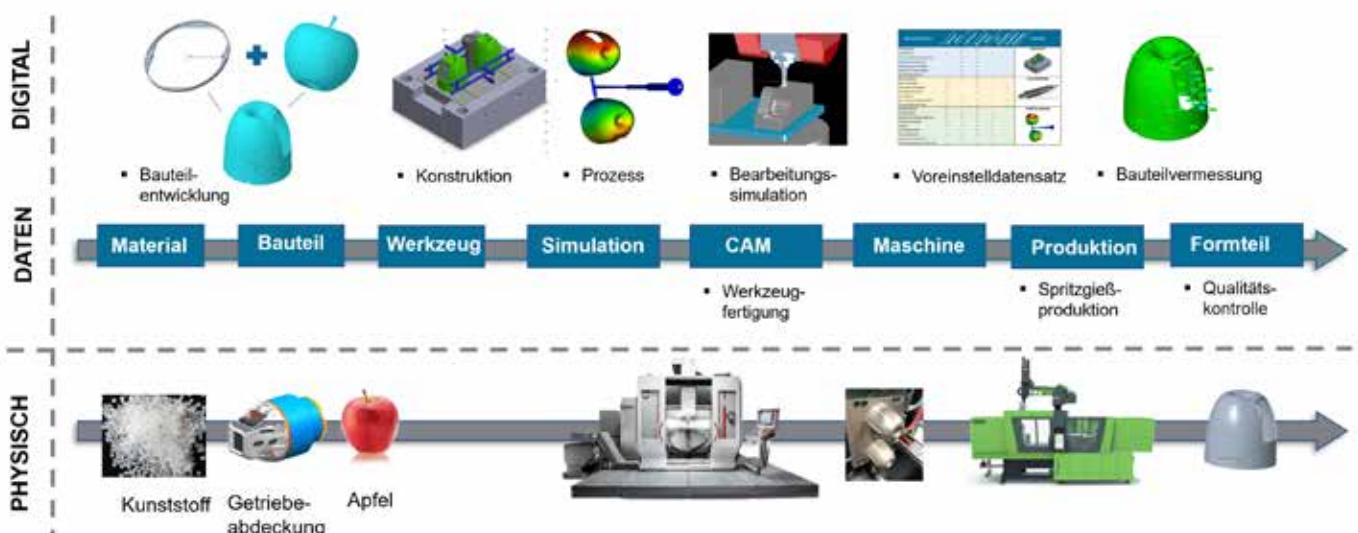 DIGITAL
Bauteil-
entwicklung
Konstruktion
Prozess
Bearbeitungs-
simulation
Voreinstelldatensatz
Bauteilvermessung
DATEN
Material
Bauteil
Werkzeug
Simulation
CAM
Maschine
Produktion
Formteil
Werkzeug-
fertigung
Spritzgieß-
produktion
Qualitäts-
kontrolle
PHYSISCH
Kunststoff
Getriebe-
abdeckung
Apfel